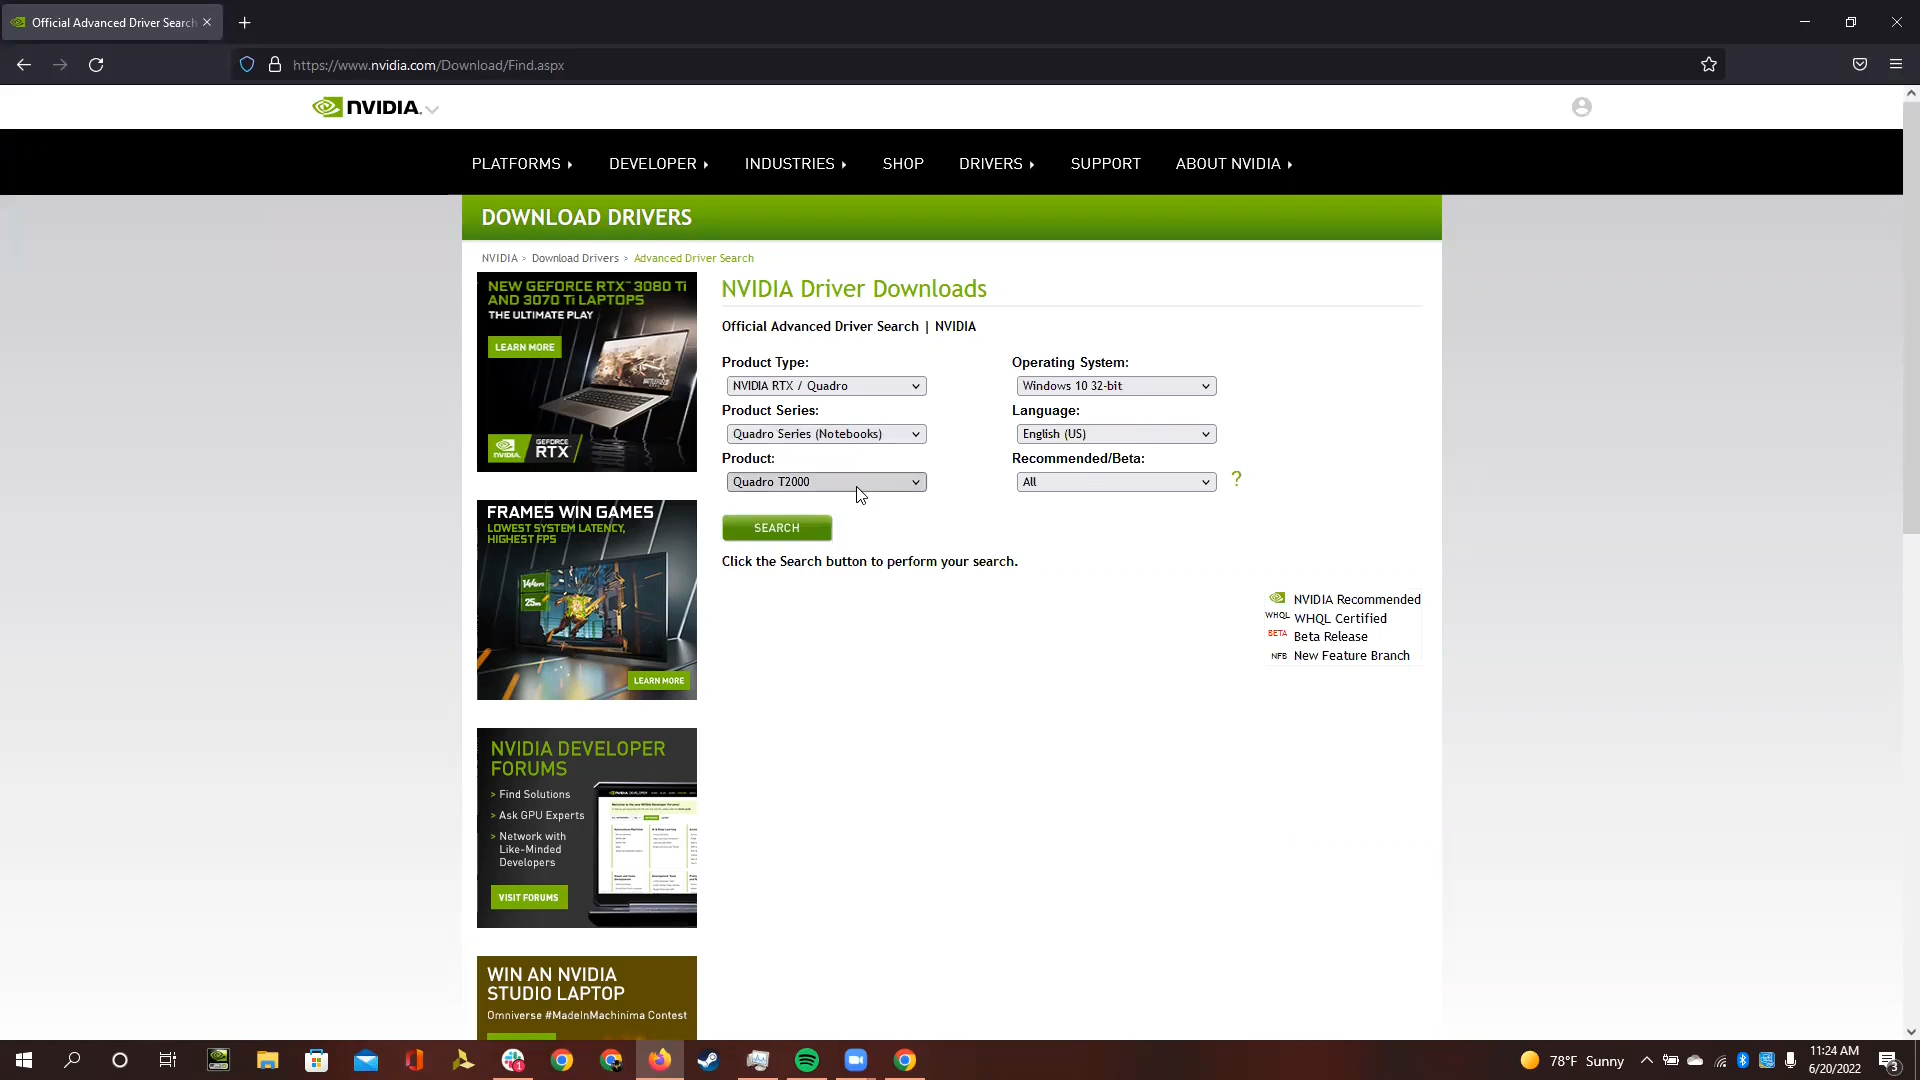 Official Advanced Driver Search
https://www.nvidia.com/Download/Find.aspx
NVIDIA.
PLATFORMS
DEVELOPER
INDUSTRIES
SHOP
DRIVERS
SUPPORT
ABOUT NVIDIA
DOWNLOAD DRIVERS
NVIDIA > Download Drivers > Advanced Driver Search
NEW GEFORCE RTX™ 3080 Ti
AND 3070 Ti LAPTOPS
THE ULTIMATE PLAY
LEARN MORE
NVIDIA.
GEFORCE
RTX™
NVIDIA Driver Downloads
Official Advanced Driver Search | NVIDIA
Product Type:
NVIDIA RTX / Quadro
Operating System:
Windows 10 32-bit
Product Series:
Quadro Series (Notebooks)
Language:
English (US)
Product:
Quadro T2000
Recommended/Beta:
All
?
SEARCH
Click the Search button to perform your search.
NVIDIA Recommended
WHQL WHQL Certified
BETA Beta Release
NFB New Feature Branch
FRAMES WIN GAMES
LOWEST SYSTEM LATENCY,
HIGHEST FPS
LEARN MORE
NVIDIA DEVELOPER
FORUMS
> Find Solutions
> Ask GPU Experts
> Network with
Like-Minded
Developers
VISIT FORUMS
WIN AN NVIDIA
STUDIO LAPTOP
Omniverse #MadeInMachinima Contest
78°F Sunny
11:24 AM
6/20/2022
3